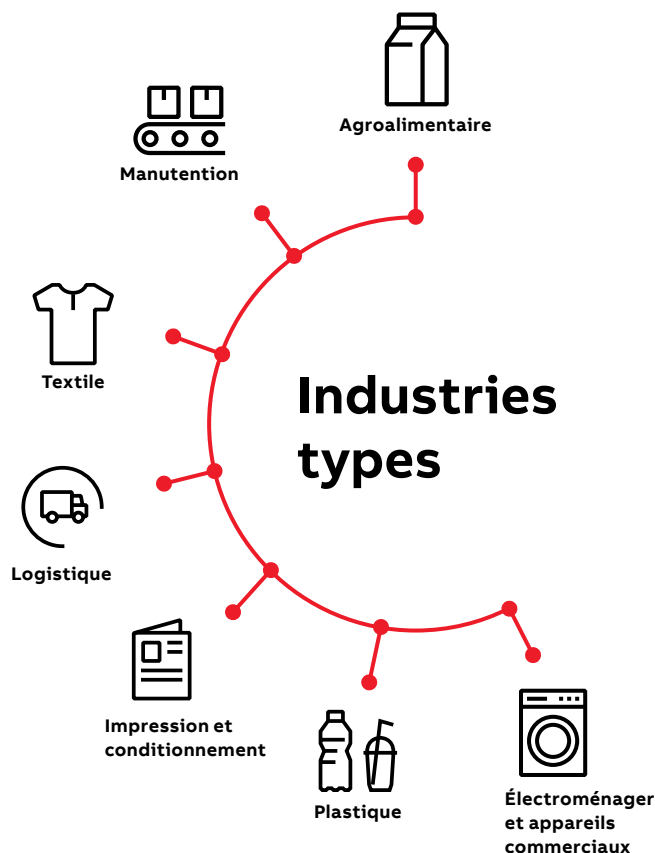 Agroalimentaire
Manutention
Textile
Industries
types
Logistique
Impression et
conditionnement
Plastique
Électroménager
et appareils
commerciaux